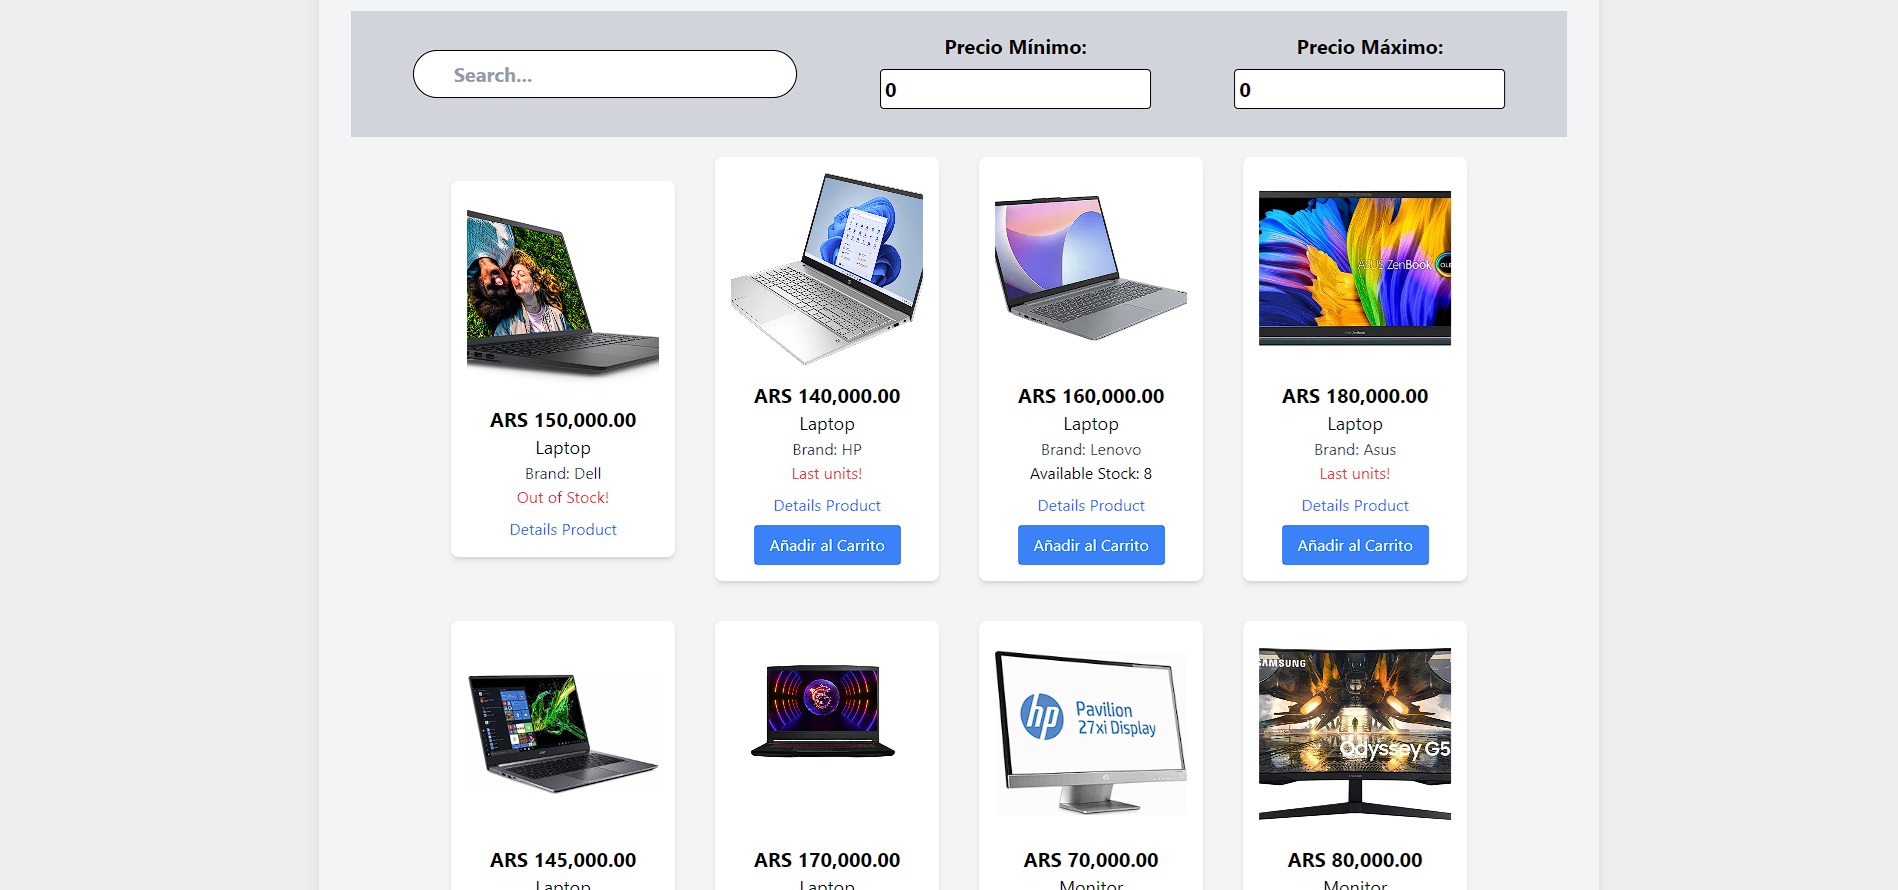 Search...
Precio Mínimo:
0
Precio Máximo:
0
ARS 150,000.00
Laptop
Brand: Dell
Out of Stock!
Details Product
ARS 140,000.00
Laptop
Brand: HP
Last units!
Details Product
Añadir al Carrito
ARS 160,000.00
Laptop
Brand: Lenovo
Available Stock: 8
Details Product
Añadir al Carrito
ASUS ZenBook
ARS 180,000.00
Laptop
Brand: Asus
Last units!
Details Product
Añadir al Carrito
ARS 145,000.00
Laptop
ARS 170,000.00
Laptop
hp
Pavilion
27xi Display
ARS 70,000.00
Monitor
SAMSUNG
Odyssey G5
ARS 80,000.00
Monitor